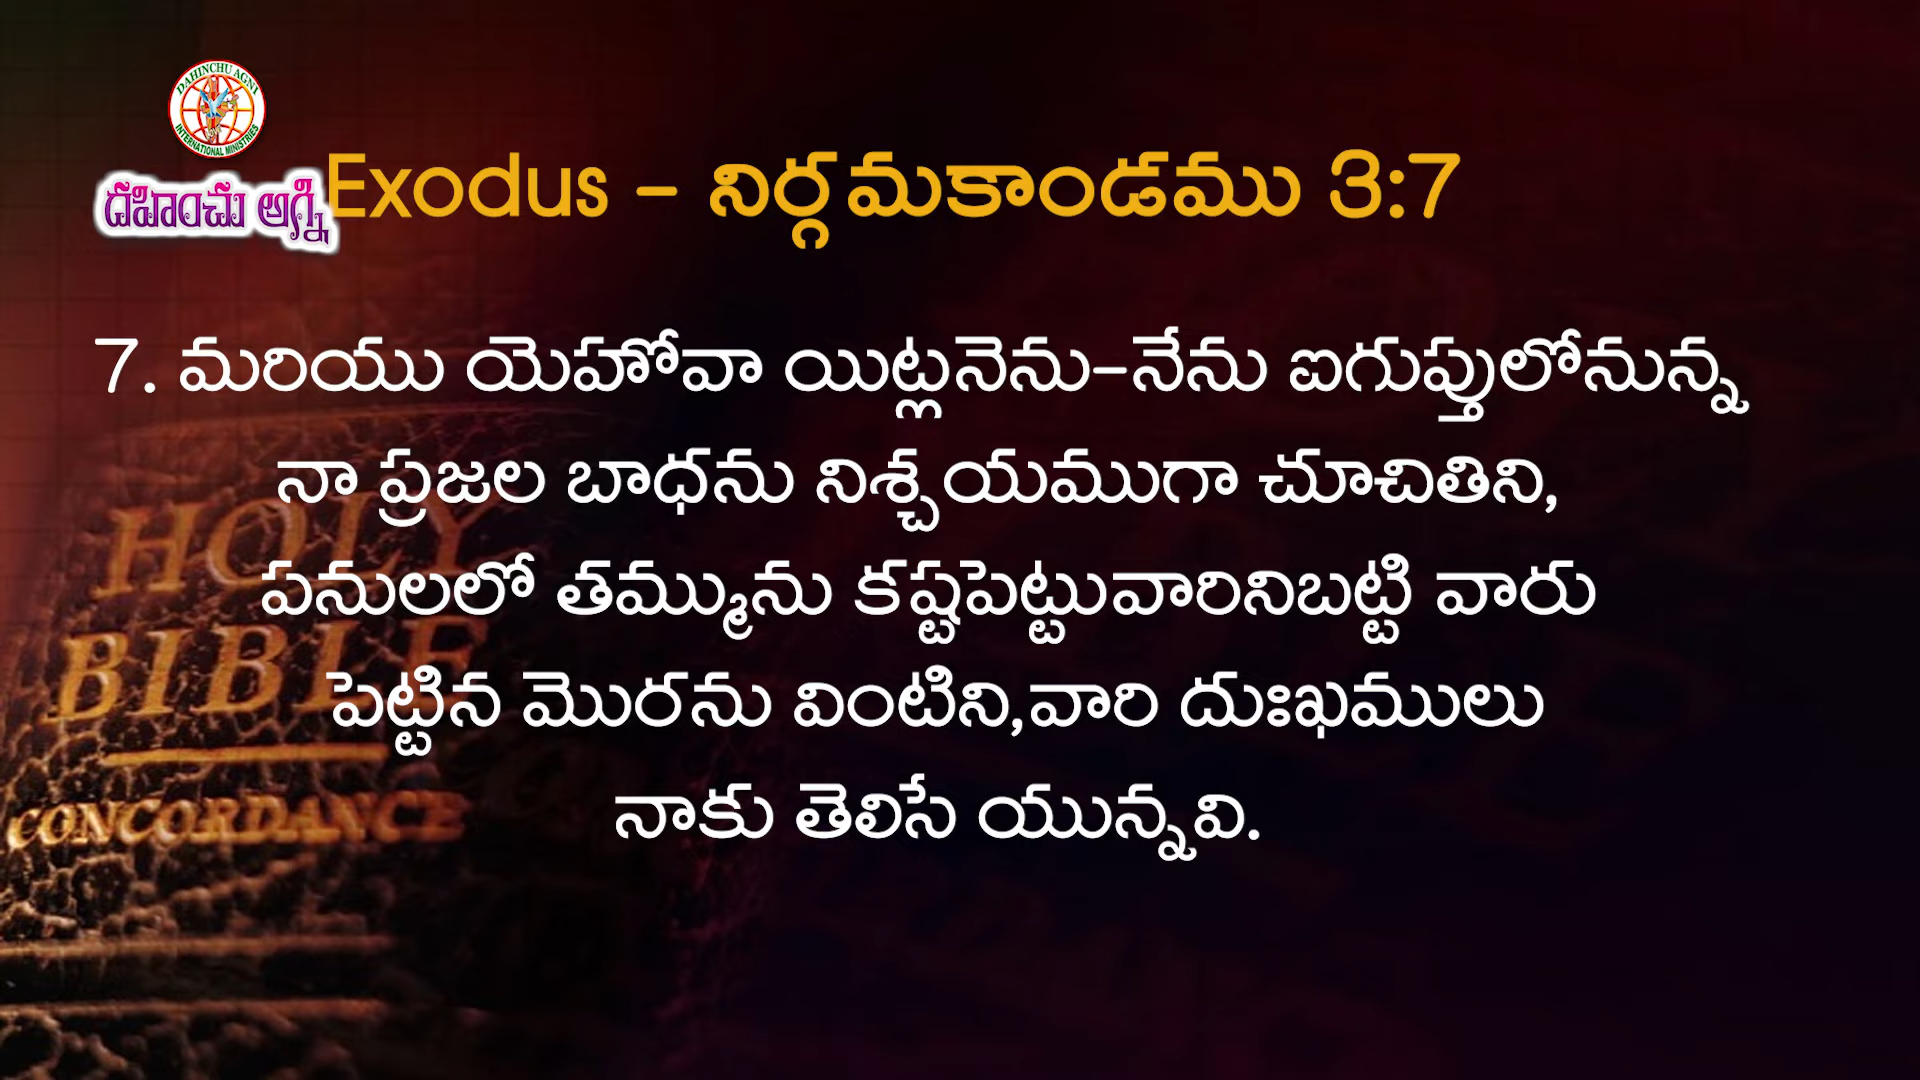 DAHINCHU AGNI
INTERNATIONAL MINISTRIES
దహించు అగ్ని
Exodus - నిర్గమకాండము 3:7
7. మరియు యెహోవా యిట్లనెను-నేను ఐగుప్తులోనున్న
నా ప్రజల బాధను నిశ్చయముగా చూచితిని,
పనులలో తమ్మును కష్టపెట్టువారినిబట్టి వారు
పెట్టిన మొరను వింటిని,వారి దుఃఖములు
నాకు తెలిసే యున్నవి.
HOLY
BIBLE
CONCORDANCE